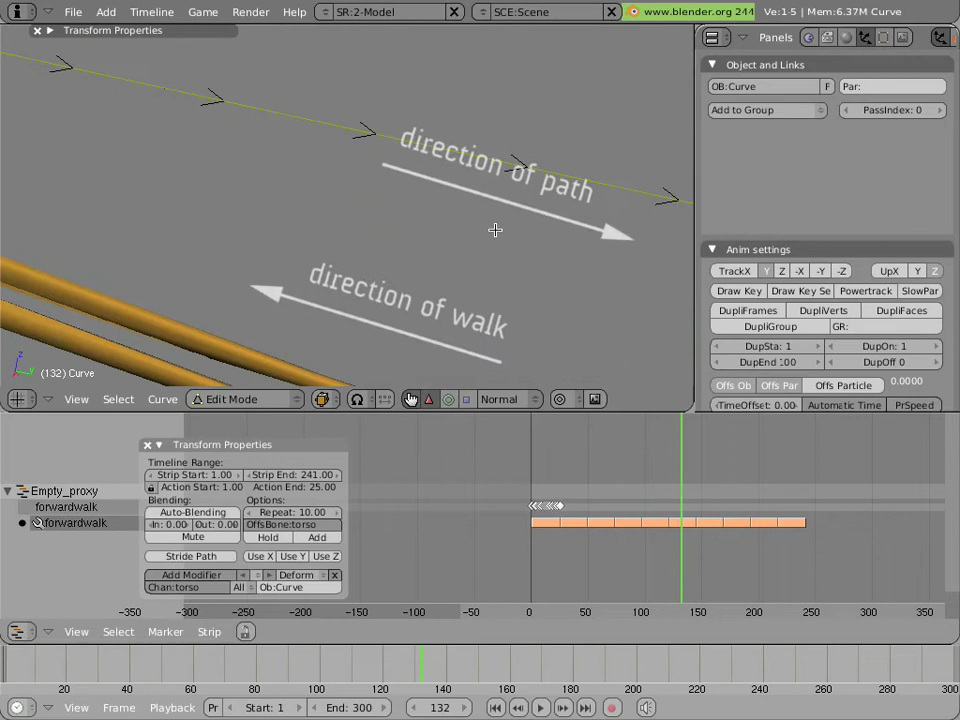 File Add Timeline Game Render Help SR:2-Model SCE:Scene www.blender.org 244 Ve:1-5 | Mem:6.37M Curve
Transform Properties
direction of path
direction of walk
(132) Curve
Select Curve Edit Mode Normal
View
Panels
Object and Links
OB:Curve F Par:
Add to Group PassIndex: 0
Anim settings
TrackX Y Z -X -Y -Z UpX Y Z
Draw Key Draw Key Se Powertrack SlowPar
DupliFrames DupliVerts DupliFaces
DupliGroup GR:
DupSta: 1 DupOn: 1
DupEnd 100 DupOff 0
Offs Ob Offs Par Offs Particle 0.0000
TimeOffset: 0.00 Automatic Time PrSpeed
Empty_proxy
forwardwalk
forwardwalk
Transform Properties
Timeline Range:
Strip Start: 1.00 Strip End: 241.00
Action Start: 1.00 Action End: 25.00
Blending: Options:
Auto-Blending Repeat: 10.00
In: 0.00 Out: 0.00 OffsBone:torso
Mute Hold Add
Stride Path Use X Use Y Use Z
Add Modifier Deform
Chan:torso All Ob:Curve
-350 -300 -250 -200 -150 -100 -50 0 50 100 150 200 250 300 350
View Select Marker Strip
20 40 60 80 100 120 140 160 180 200 220 240 260 280 300
View Frame Playback Pr Start: 1 End: 300 132